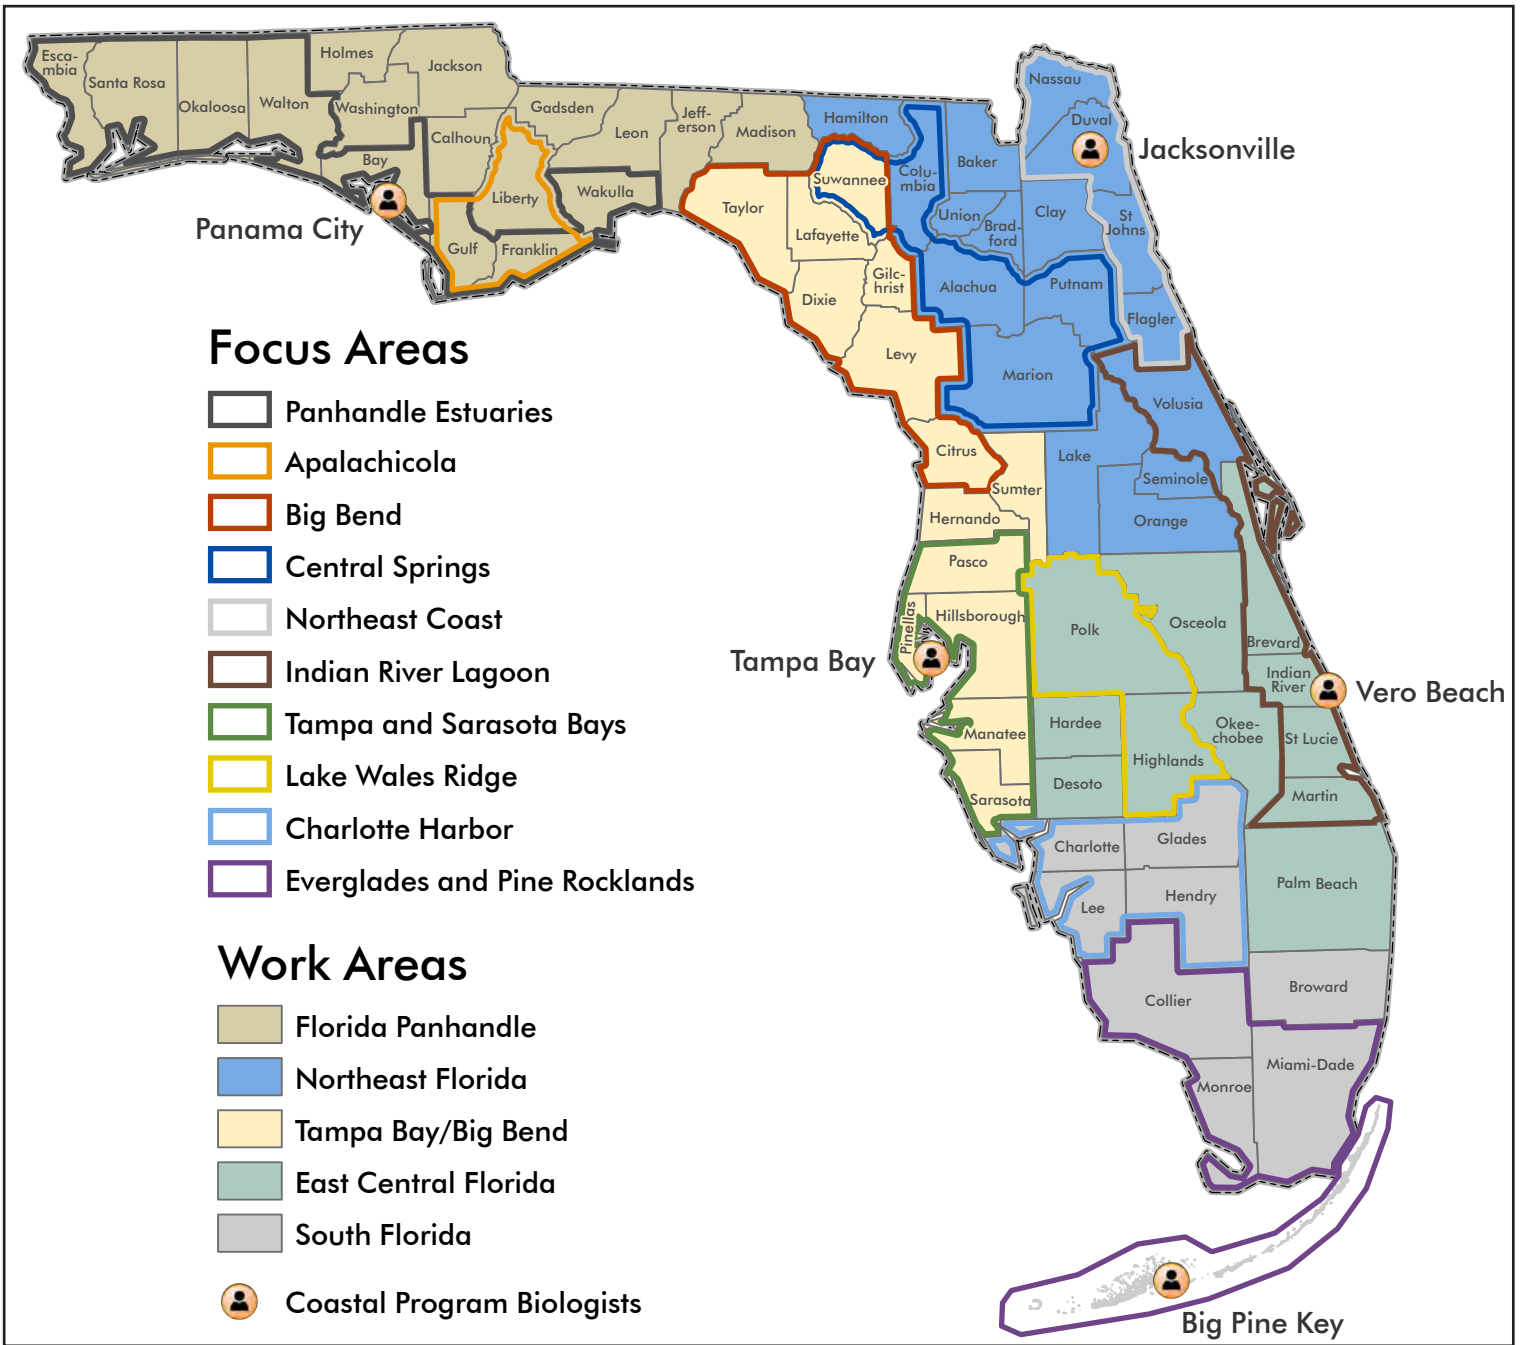 Esca-
mbia
Santa Rosa
Okaloosa
Walton
Holmes
Washington
Jackson
Bay
Calhoun
Gadsden
Liberty
Gulf
Franklin
Leon
Wakulla
Jeff-
erson
Madison
Hamilton
Suwannee
Colu-
mbia
Baker
Nassau
Duval
Jacksonville
Panama City
Taylor
Lafayette
Union
Brad-
ford
Clay
St
Johns
Dixie
Gilc-
hrist
Alachua
Putnam
Flagler
Levy
Marion
Volusia
Citrus
Sumter
Lake
Seminole
Hernando
Orange
Pasco
Pinellas
Hillsborough
Polk
Osceola
Brevard
Tampa Bay
Indian
River
Vero Beach
Manatee
Hardee
Okee-
chobee
St Lucie
Highlands
Sarasota
Desoto
Martin
Charlotte
Glades
Lee
Hendry
Palm Beach
Collier
Broward
Monroe
Miami-Dade
Big Pine Key
Focus Areas
Panhandle Estuaries
Apalachicola
Big Bend
Central Springs
Northeast Coast
Indian River Lagoon
Tampa and Sarasota Bays
Lake Wales Ridge
Charlotte Harbor
Everglades and Pine Rocklands
Work Areas
Florida Panhandle
Northeast Florida
Tampa Bay/Big Bend
East Central Florida
South Florida
Coastal Program Biologists